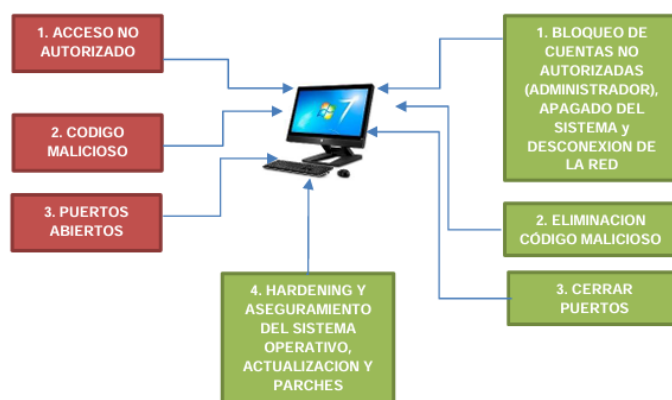 1. ACCESO NO
AUTORIZADO
2. CODIGO
MALICIOSO
3. PUERTOS
ABIERTOS
7
1. BLOQUEO DE
CUENTAS NO
AUTORIZADAS
(ADMINISTRADOR),
APAGADO DEL
SISTEMA y
DESCONEXION DE
LA RED
2. ELIMINACION
CÓDIGO MALICIOSO
3. CERRAR
PUERTOS
4. HARDENING Y
ASEGURAMIENTO
DEL SISTEMA
OPERATIVO,
ACTUALIZACION Y
PARCHES